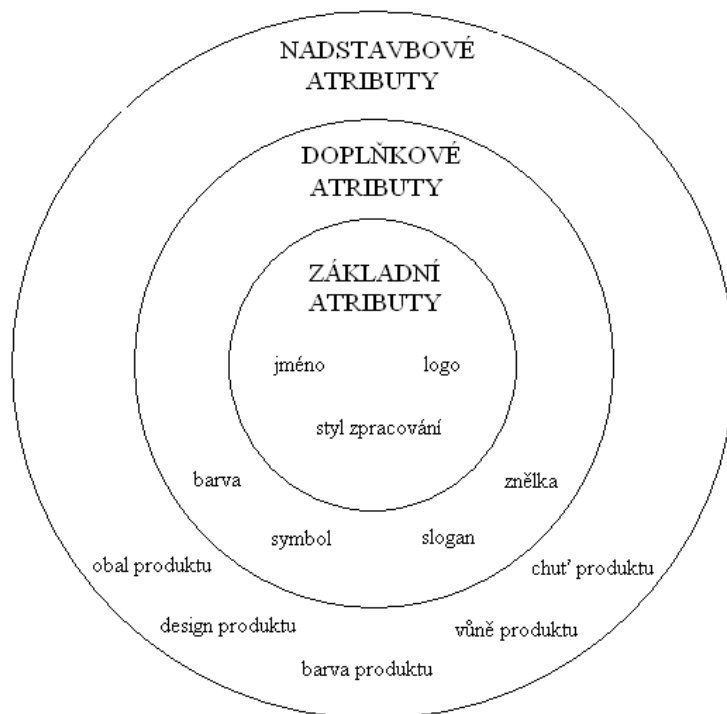 NADSTAVBOVÉ
ATRIBUTY
DOPLŇKOVÉ
ATRIBUTY
ZÁKLADNÍ
ATRIBUTY
jméno
logo
styl zpracování
barva
znělka
symbol
slogan
obal produktu
chuť produktu
design produktu
vůně produktu
barva produktu